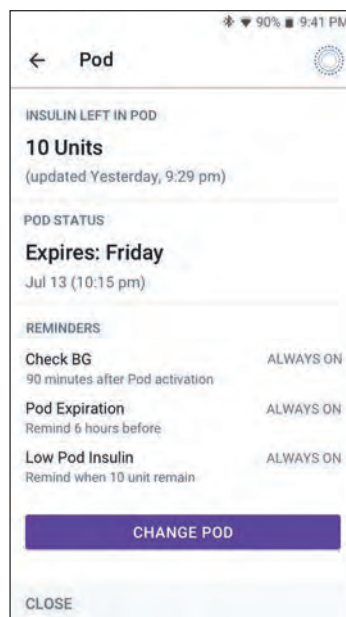 90% 9:41 PM
Pod
INSULIN LEFT IN POD
10 Units
(updated Yesterday, 9:29 pm)
POD STATUS
Expires: Friday
Jul 13 (10:15 pm)
REMINDERS
Check BG ALWAYS ON
90 minutes after Pod activation
Pod Expiration ALWAYS ON
Remind 6 hours before
Low Pod Insulin ALWAYS ON
Remind when 10 unit remain
CHANGE POD
CLOSE